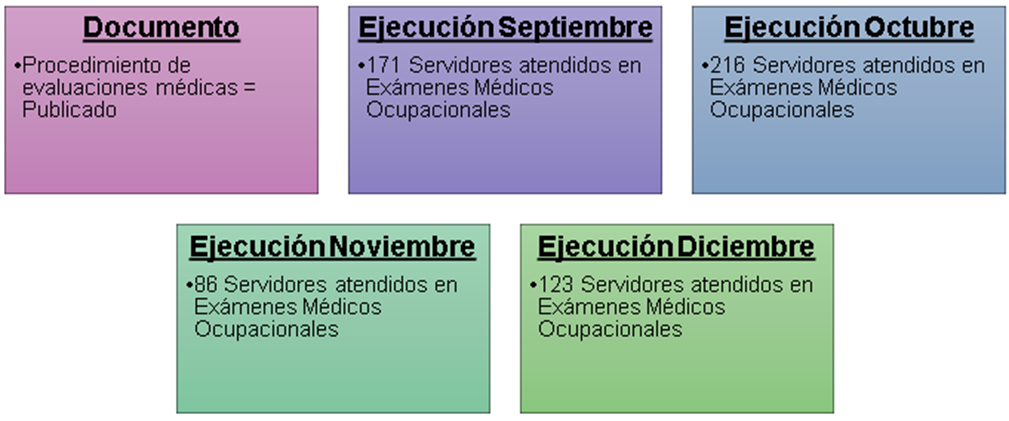 Documento
•Procedimiento de
evaluaciones médicas =
Publicado
Ejecución Septiembre
•171 Servidores atendidos en
Exámenes Médicos
Ocupacionales
Ejecución Octubre
•216 Servidores atendidos en
Exámenes Médicos
Ocupacionales
Ejecución Noviembre
•86 Servidores atendidos en
Exámenes Médicos
Ocupacionales
Ejecución Diciembre
•123 Servidores atendidos en
Exámenes Médicos
Ocupacionales